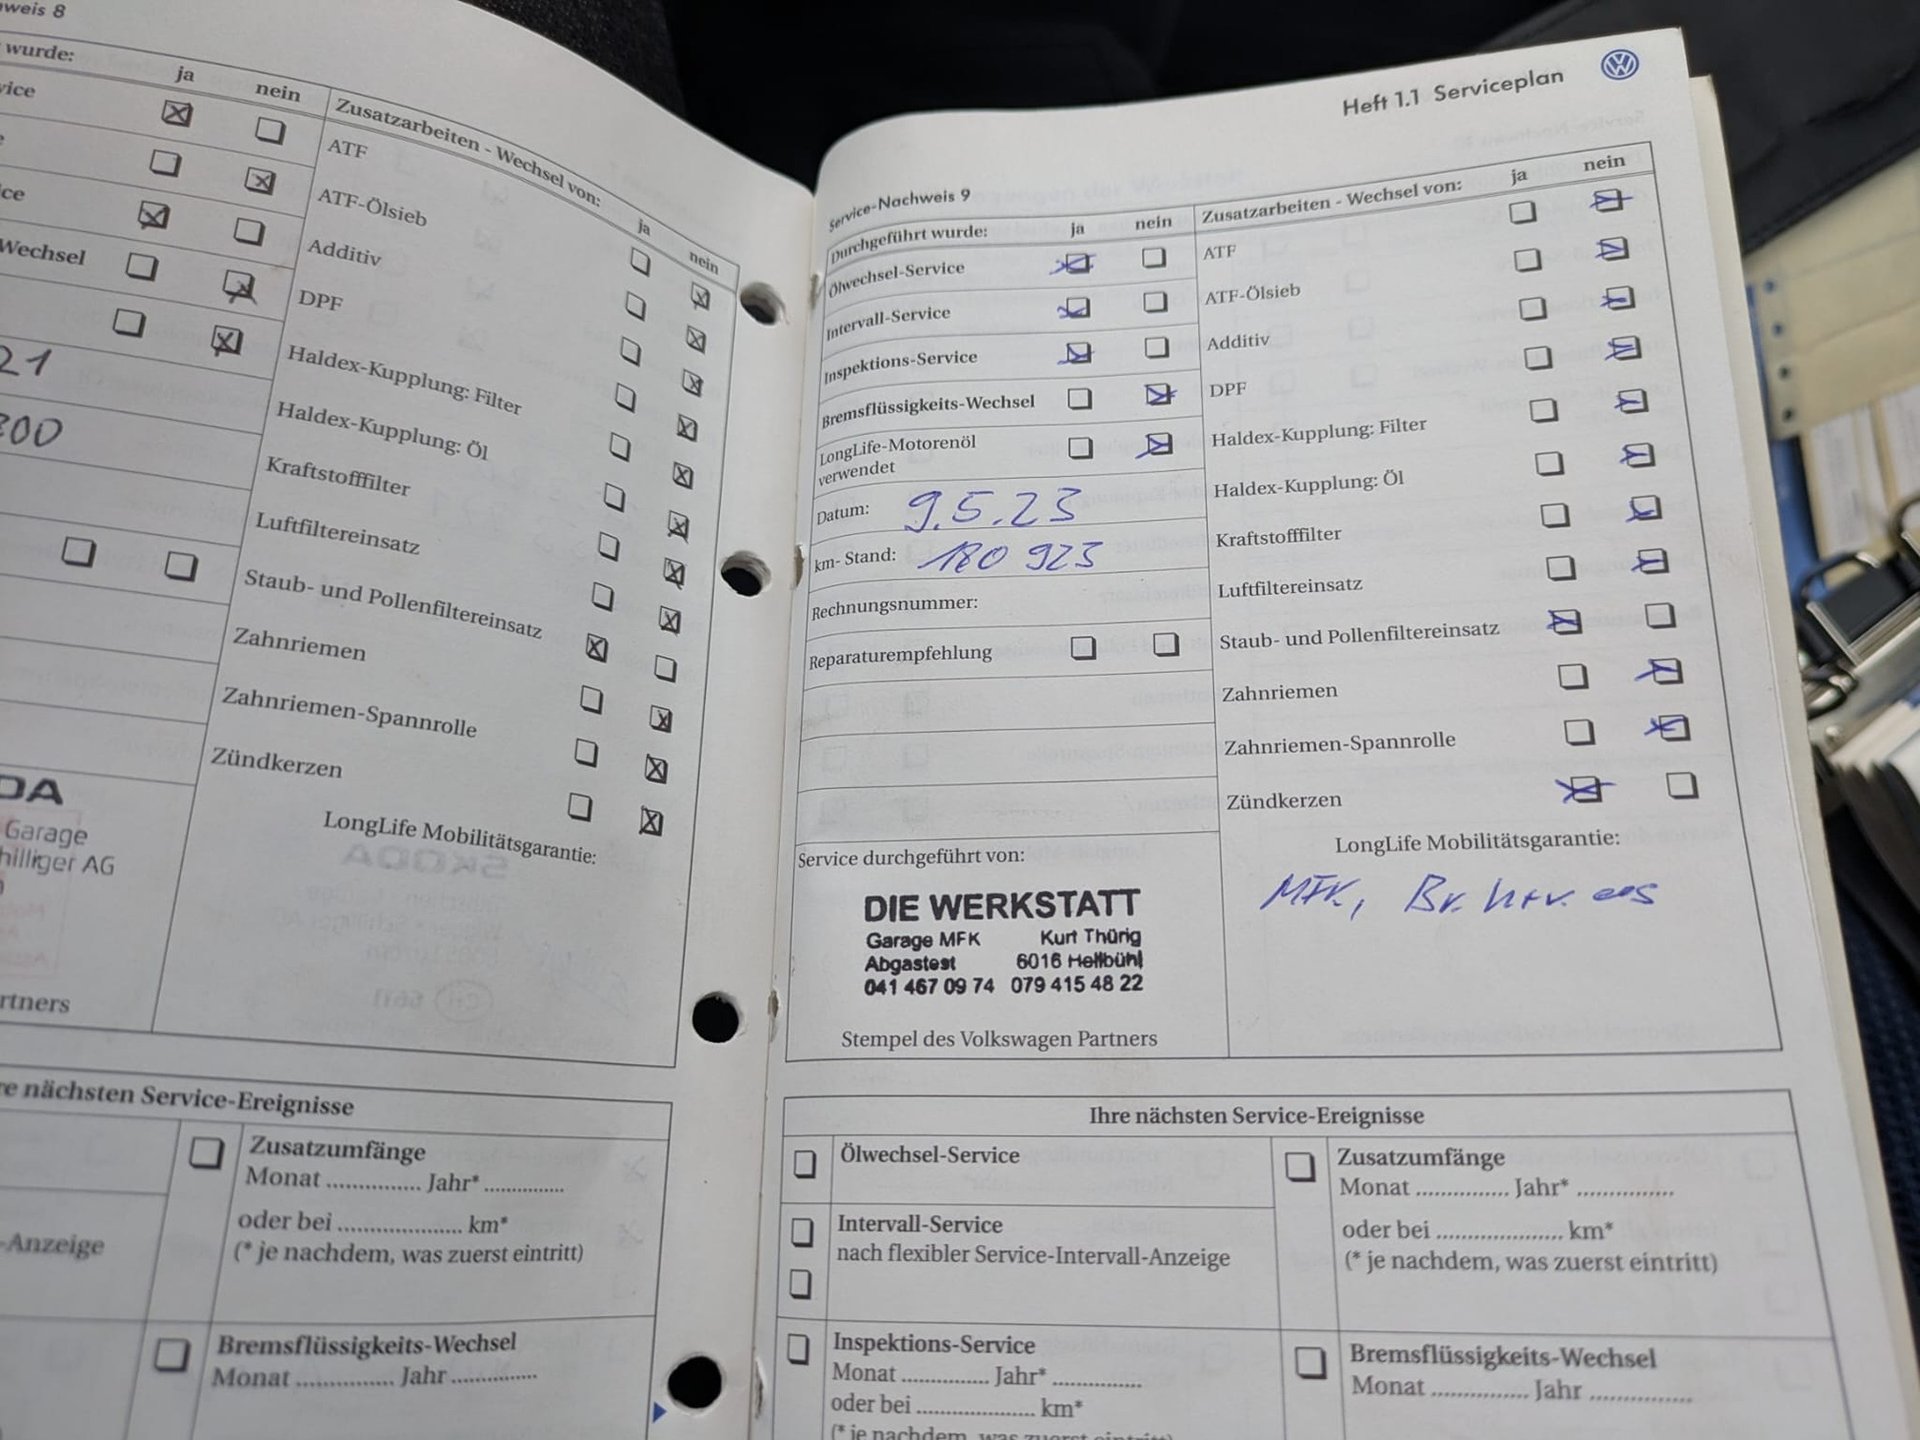 weis 8
wurde:
ja
nein
Zusatzarbeiten - Wechsel von:
ja
nein
ATF
ATF-Ölsieb
Additiv
Wechsel
DPF
Haldex-Kupplung: Filter
21
Haldex-Kupplung: Öl
Kraftstofffilter
Luftfiltereinsatz
Staub- und Pollenfiltereinsatz
Zahnriemen
Zahnriemen-Spannrolle
Zündkerzen
LongLife Mobilitätsgarantie:
Garage
hilliger AG
rtners
re nächsten Service-Ereignisse
Zusatzumfänge
Monat ............... Jahr* .............
oder bei .................... km*
(* je nachdem, was zuerst eintritt)
-Anzeige
Bremsflüssigkeits-Wechsel
Monat ............... Jahr ..............
Heft 1.1 Serviceplan
Service-Nachweis 9
Durchgeführt wurde: ja nein
Ölwechsel-Service
Intervall-Service
Inspektions-Service
Bremsflüssigkeits-Wechsel
LongLife-Motorenöl
verwendet
Datum: 9.5.23
km- Stand: 180 923
Rechnungsnummer:
Reparaturempfehlung
Service durchgeführt von:
DIE WERKSTATT
Garage MFK Kurt Thürig
Abgastest 6016 Hellbühl
041 467 09 74 079 415 48 22
Stempel des Volkswagen Partners
Zusatzarbeiten - Wechsel von: ja nein
ATF
ATF-Ölsieb
Additiv
DPF
Haldex-Kupplung: Filter
Haldex-Kupplung: Öl
Kraftstofffilter
Luftfiltereinsatz
Staub- und Pollenfiltereinsatz
Zahnriemen
Zahnriemen-Spannrolle
Zündkerzen
LongLife Mobilitätsgarantie:
MFK, Br.
Ihre nächsten Service-Ereignisse
Ölwechsel-Service
Intervall-Service
nach flexibler Service-Intervall-Anzeige
Inspektions-Service
Monat .............. Jahr* ..............
oder bei .................... km*
(* je nachdem, was zuerst eintritt)
Zusatzumfänge
Monat ............... Jahr* ...............
oder bei ..................... km*
(* je nachdem, was zuerst eintritt)
Bremsflüssigkeits-Wechsel
Monat ............... Jahr ................